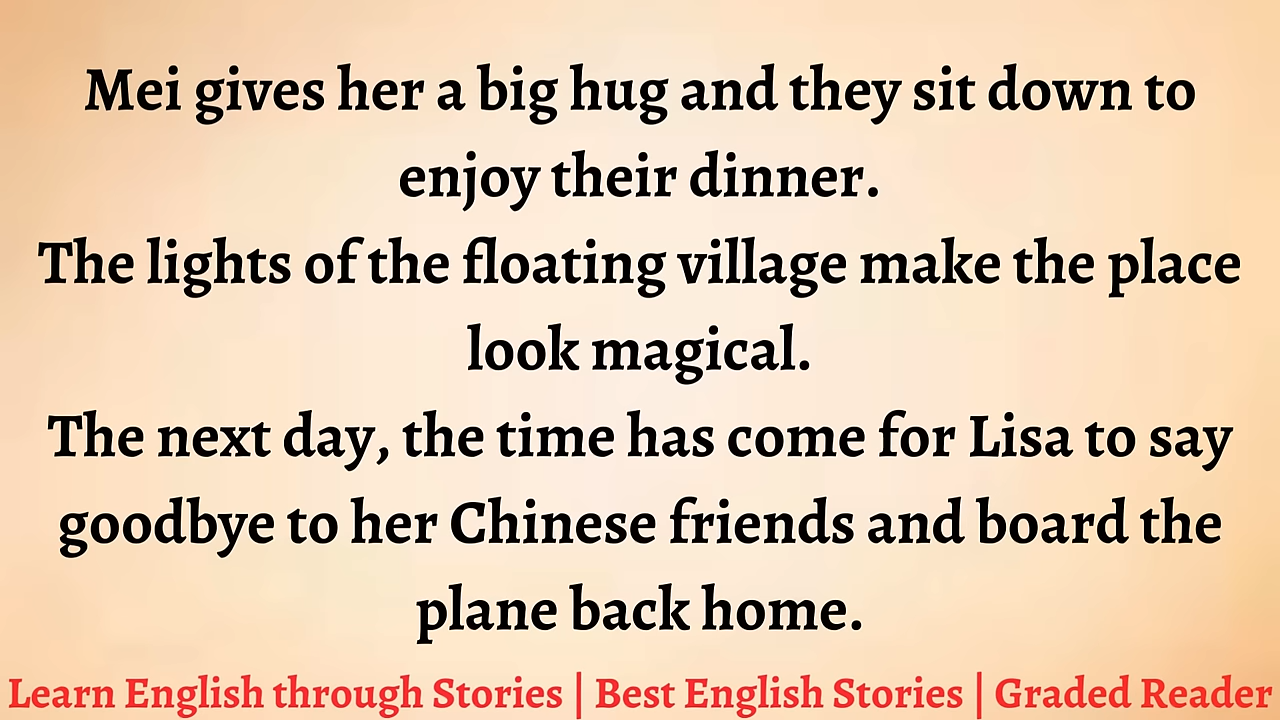 Mei gives her a big hug and they sit down to
enjoy their dinner.
The lights of the floating village make the place
look magical.
The next day, the time has come for Lisa to say
goodbye to her Chinese friends and board the
plane back home.
Learn English through Stories | Best English Stories | Graded Reader